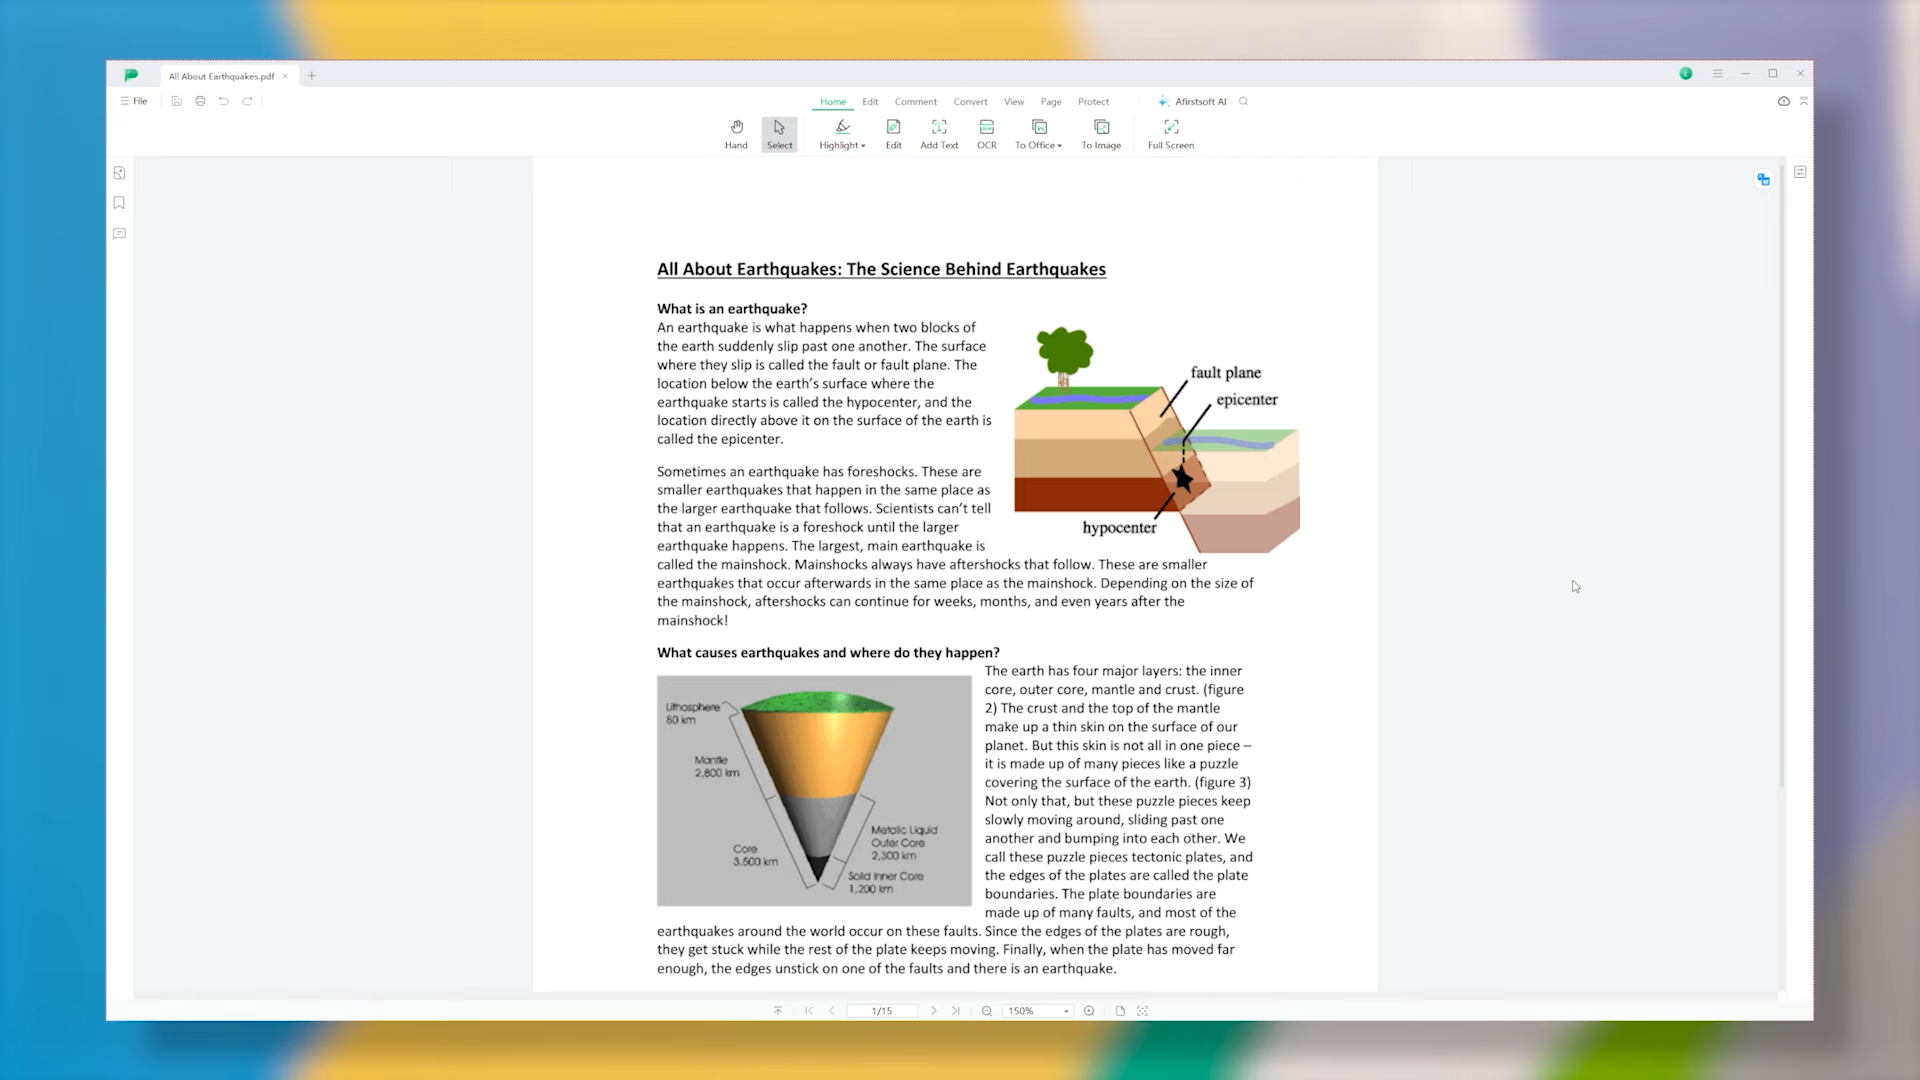 All About Earthquakes.pdf
File
Home
Edit
Comment
Convert
View
Page
Protect
Afirstsoft AI
Hand
Select
Highlight
Edit
Add Text
OCR
To Office
To Image
Full Screen
All About Earthquakes: The Science Behind Earthquakes
What is an earthquake?
An earthquake is what happens when two blocks of
the earth suddenly slip past one another. The surface
where they slip is called the fault or fault plane. The
location below the earth’s surface where the
earthquake starts is called the hypocenter, and the
location directly above it on the surface of the earth is
called the epicenter.
fault plane
epicenter
hypocenter
Sometimes an earthquake has foreshocks. These are
smaller earthquakes that happen in the same place as
the larger earthquake that follows. Scientists can’t tell
that an earthquake is a foreshock until the larger
earthquake happens. The largest, main earthquake is
called the mainshock. Mainshocks always have aftershocks that follow. These are smaller
earthquakes that occur afterwards in the same place as the mainshock. Depending on the size of
the mainshock, aftershocks can continue for weeks, months, and even years after the
mainshock!
What causes earthquakes and where do they happen?
Lithosphere
80 km
Mantle
2,800 km
Core
3,500 km
Metalic Liquid
Outer Core
2,300 km
Solid Inner Core
1,200 km
The earth has four major layers: the inner
core, outer core, mantle and crust. (figure
2) The crust and the top of the mantle
make up a thin skin on the surface of our
planet. But this skin is not all in one piece –
it is made up of many pieces like a puzzle
covering the surface of the earth. (figure 3)
Not only that, but these puzzle pieces keep
slowly moving around, sliding past one
another and bumping into each other. We
call these puzzle pieces tectonic plates, and
the edges of the plates are called the plate
boundaries. The plate boundaries are
made up of many faults, and most of the
earthquakes around the world occur on these faults. Since the edges of the plates are rough,
they get stuck while the rest of the plate keeps moving. Finally, when the plate has moved far
enough, the edges unstick on one of the faults and there is an earthquake.
1/15
150%